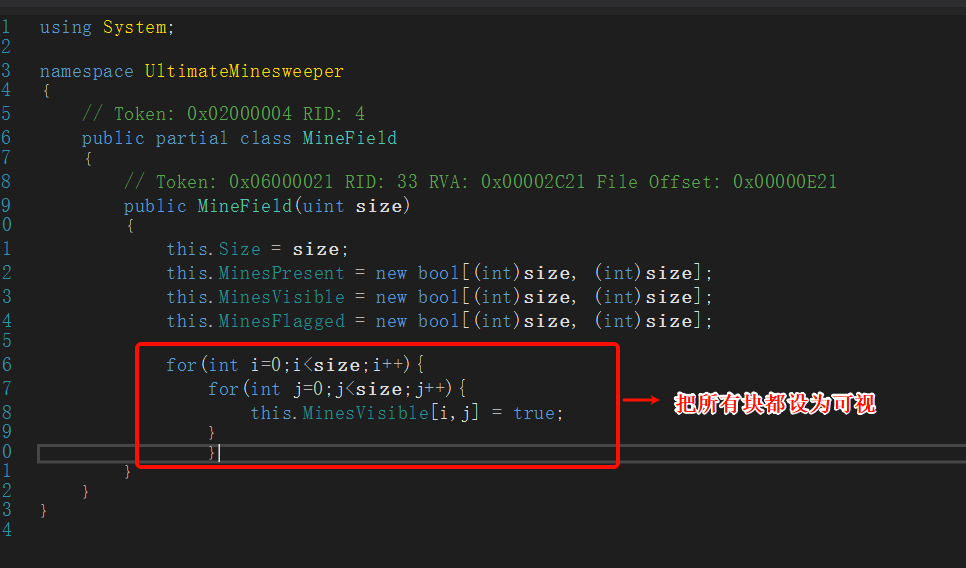 1 using System;
2
3 namespace UltimateMinesweeper
4 {
5 // Token: 0x02000004 RID: 4
6 public partial class MineField
7 {
8 // Token: 0x06000021 RID: 33 RVA: 0x00002C21 File Offset: 0x00000E21
9 public MineField(uint size)
0 {
1 this.Size = size;
2 this.MinesPresent = new bool[(int)size, (int)size];
3 this.MinesVisible = new bool[(int)size, (int)size];
4 this.MinesFlagged = new bool[(int)size, (int)size];
5
6 for(int i=0;i<size;i++){
7 for(int j=0;j<size;j++){
8 this.MinesVisible[i,j] = true;
9 }
0 }
1 }
2 }
3 }
4
把所有块都设为可视